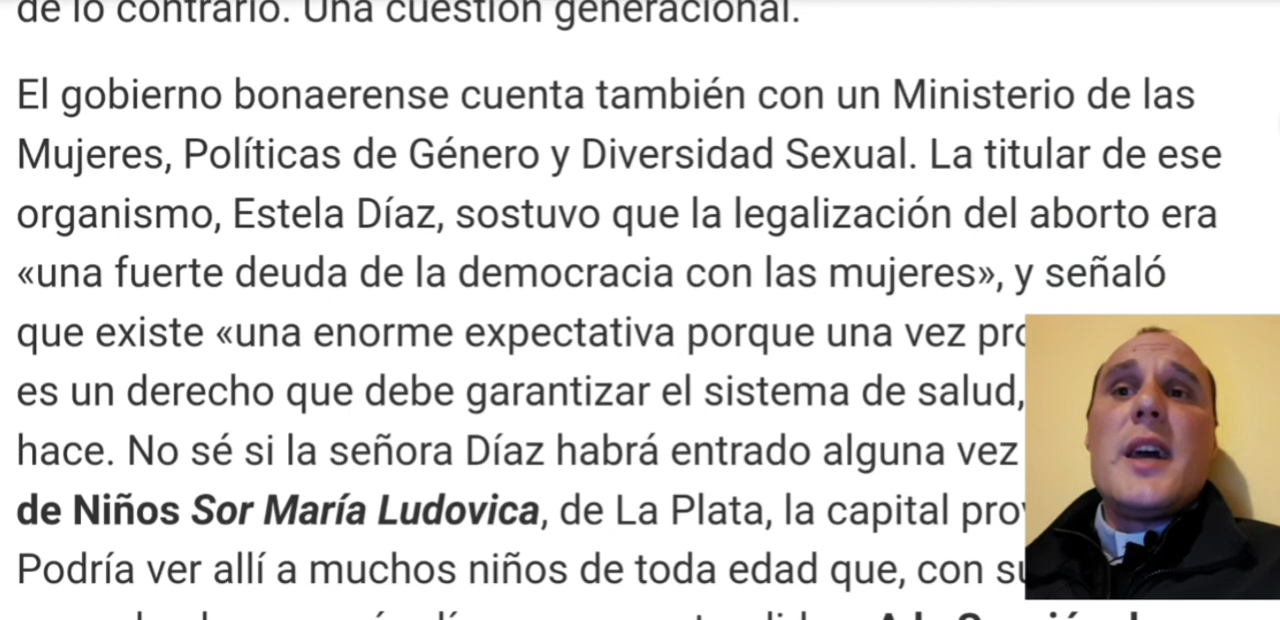 de lo contrario. Una cuestión generacional.
El gobierno bonaerense cuenta también con un Ministerio de las
Mujeres, Políticas de Género y Diversidad Sexual. La titular de ese
organismo, Estela Díaz, sostuvo que la legalización del aborto era
«una fuerte deuda de la democracia con las mujeres», y señaló
que existe «una enorme expectativa porque una vez
es un derecho que debe garantizar el sistema de salud,
hace. No sé si la señora Díaz habrá entrado alguna vez
de Niños Sor María Ludovica, de La Plata, la capital
Podría ver allí a muchos niños de toda edad que, con